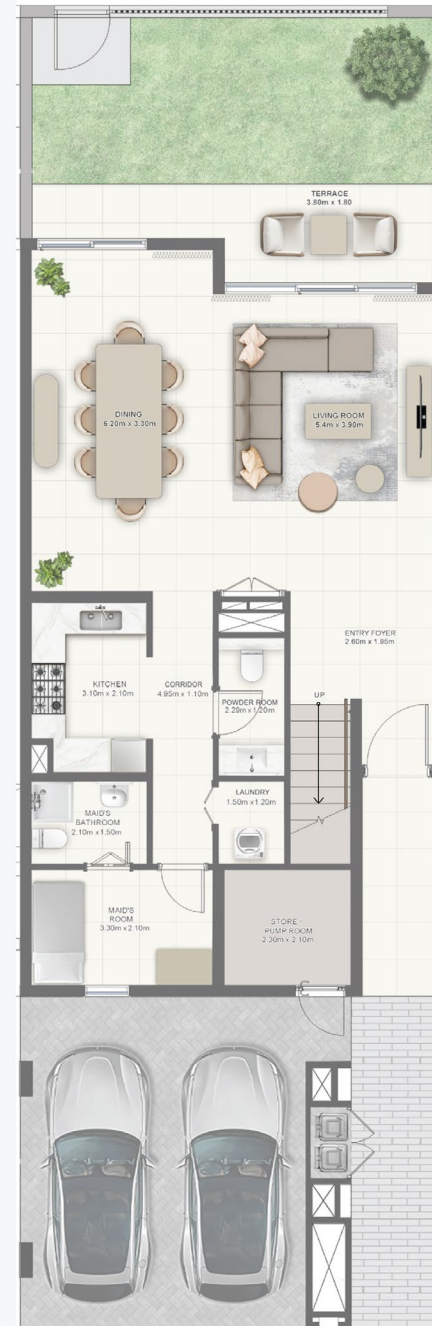 TERRACE
3.80m x 1.80
DINING
6.20m x 3.30m
LIVING ROOM
5.4m x 3.90m
ENTRY FOYER
2.60m x 1.95m
KITCHEN
3.10m x 2.10m
CORRIDOR
4.95m x 1.10m
POWDER ROOM
2.20m x 1.20m
UP
LAUNDRY
1.50m x 1.20m
MAID'S
BATHROOM
2.10m x 1.50m
MAID'S
ROOM
3.30m x 2.10m
STORE /
PUMP ROOM
2.30m x 2.10m